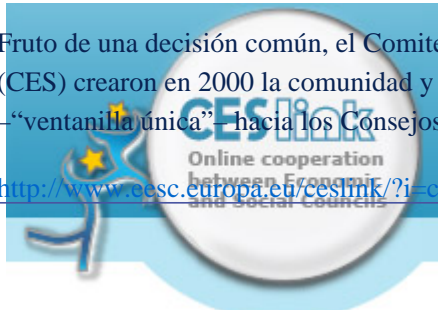 Fruto de una decisión común, el Comité
(CES) crearon en 2000 la comunidad y
–“ventanilla única”– hacia los Consejos
CESlink
Online cooperation
between Economic
and Social Councils
http://www.eesc.europa.eu/ceslink/?i=c